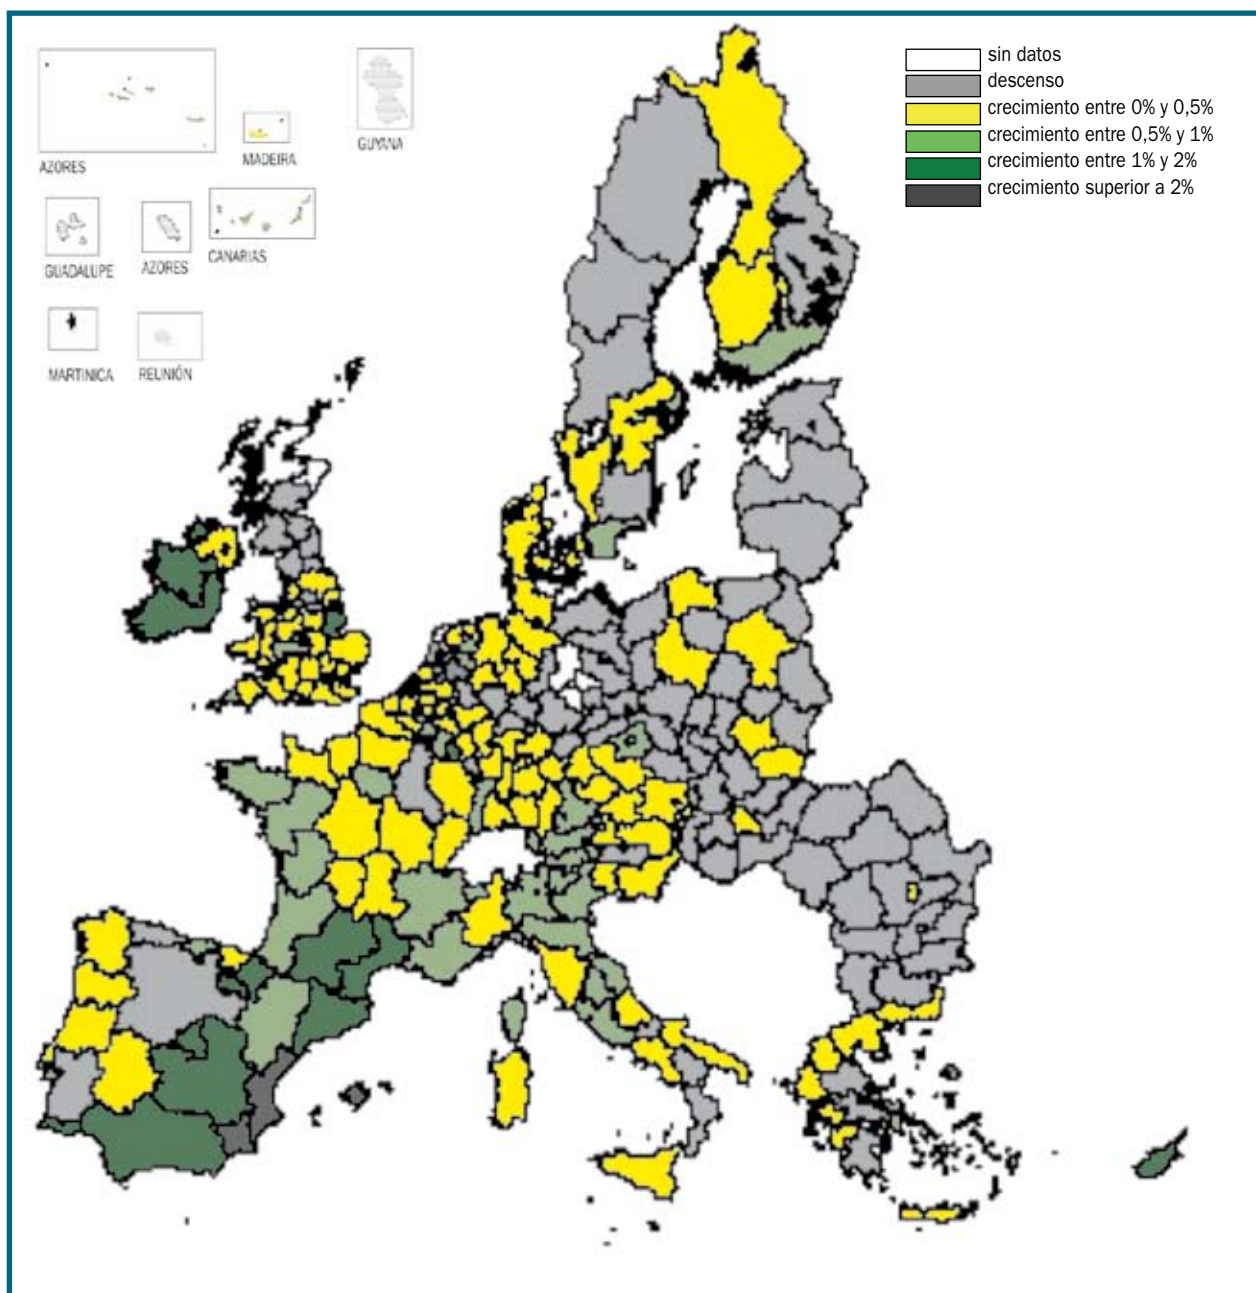 sin datos
descenso
crecimiento entre 0% y 0,5%
crecimiento entre 0,5% y 1%
crecimiento entre 1% y 2%
crecimiento superior a 2%
AZORES
MADEIRA
GUYANA
GUADALUPE
AZORES
CANARIAS
MARTINICA
REUNIÓN